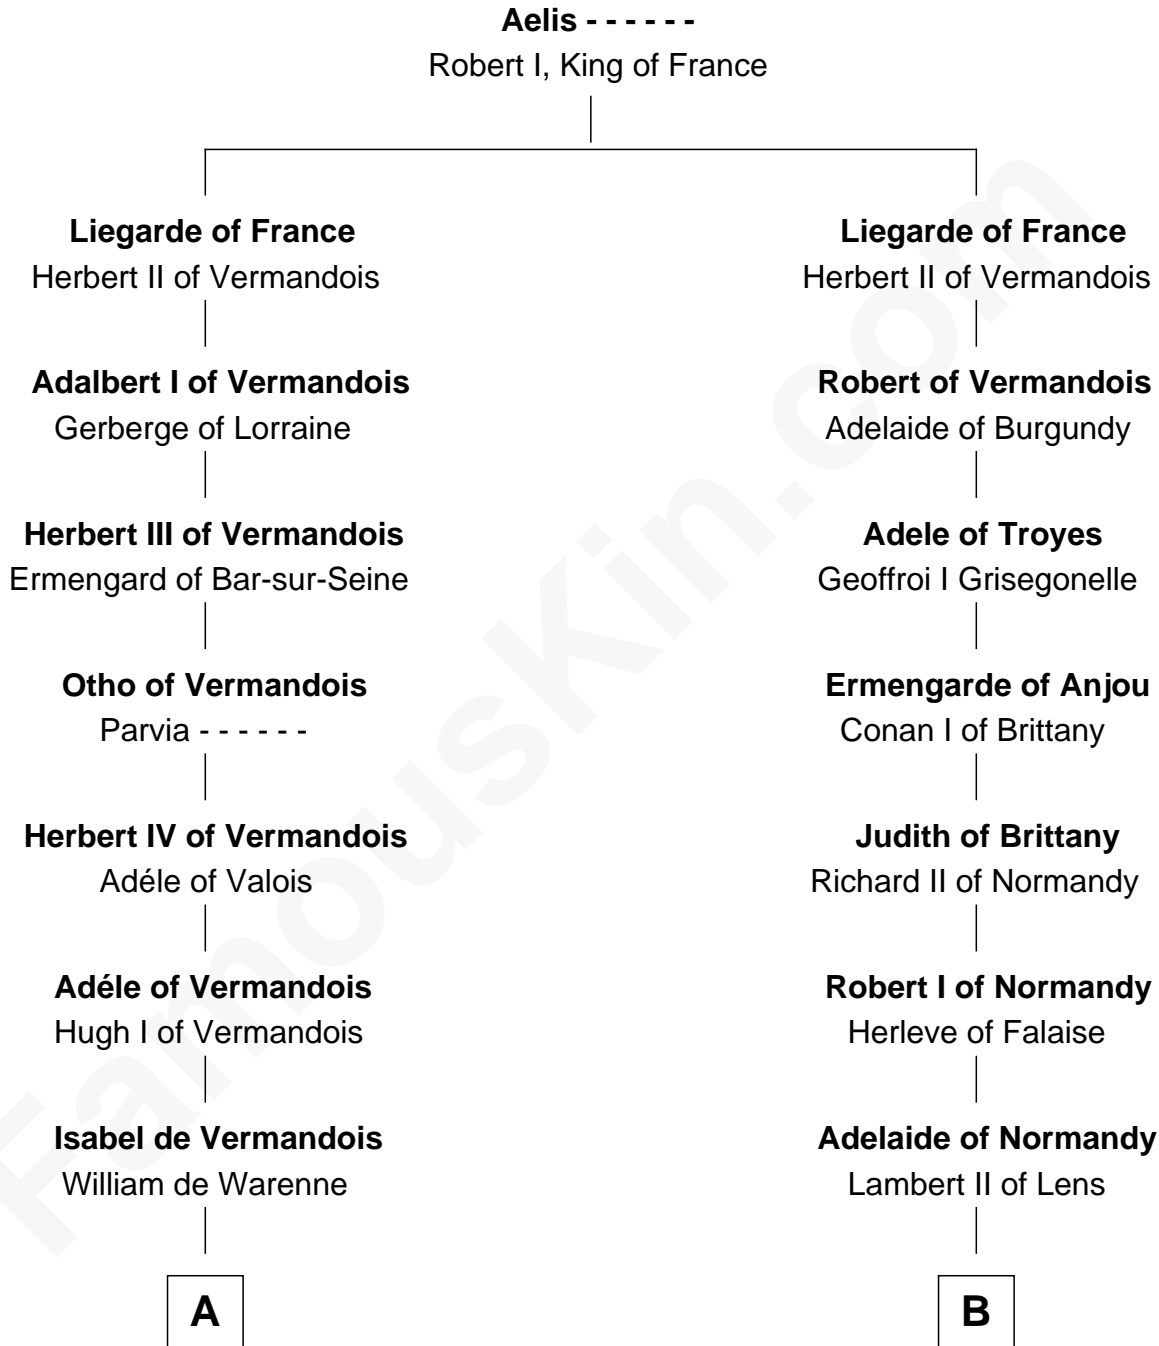 Aelis - - - - - -
Robert I, King of France
Liegarde of France
Herbert II of Vermandois
Adalbert I of Vermandois
Gerberge of Lorraine
Herbert III of Vermandois
Ermengard of Bar-sur-Seine
Otho of Vermandois
Parvia - - - - - -
Herbert IV of Vermandois
Adéle of Valois
Adéle of Vermandois
Hugh I of Vermandois
Isabel de Vermandois
William de Warenne
A
Liegarde of France
Herbert II of Vermandois
Robert of Vermandois
Adelaide of Burgundy
Adele of Troyes
Geoffroi I Grisegonelle
Ermengarde of Anjou
Conan I of Brittany
Judith of Brittany
Richard II of Normandy
Robert I of Normandy
Herleve of Falaise
Adelaide of Normandy
Lambert II of Lens
B
FamousKin.com